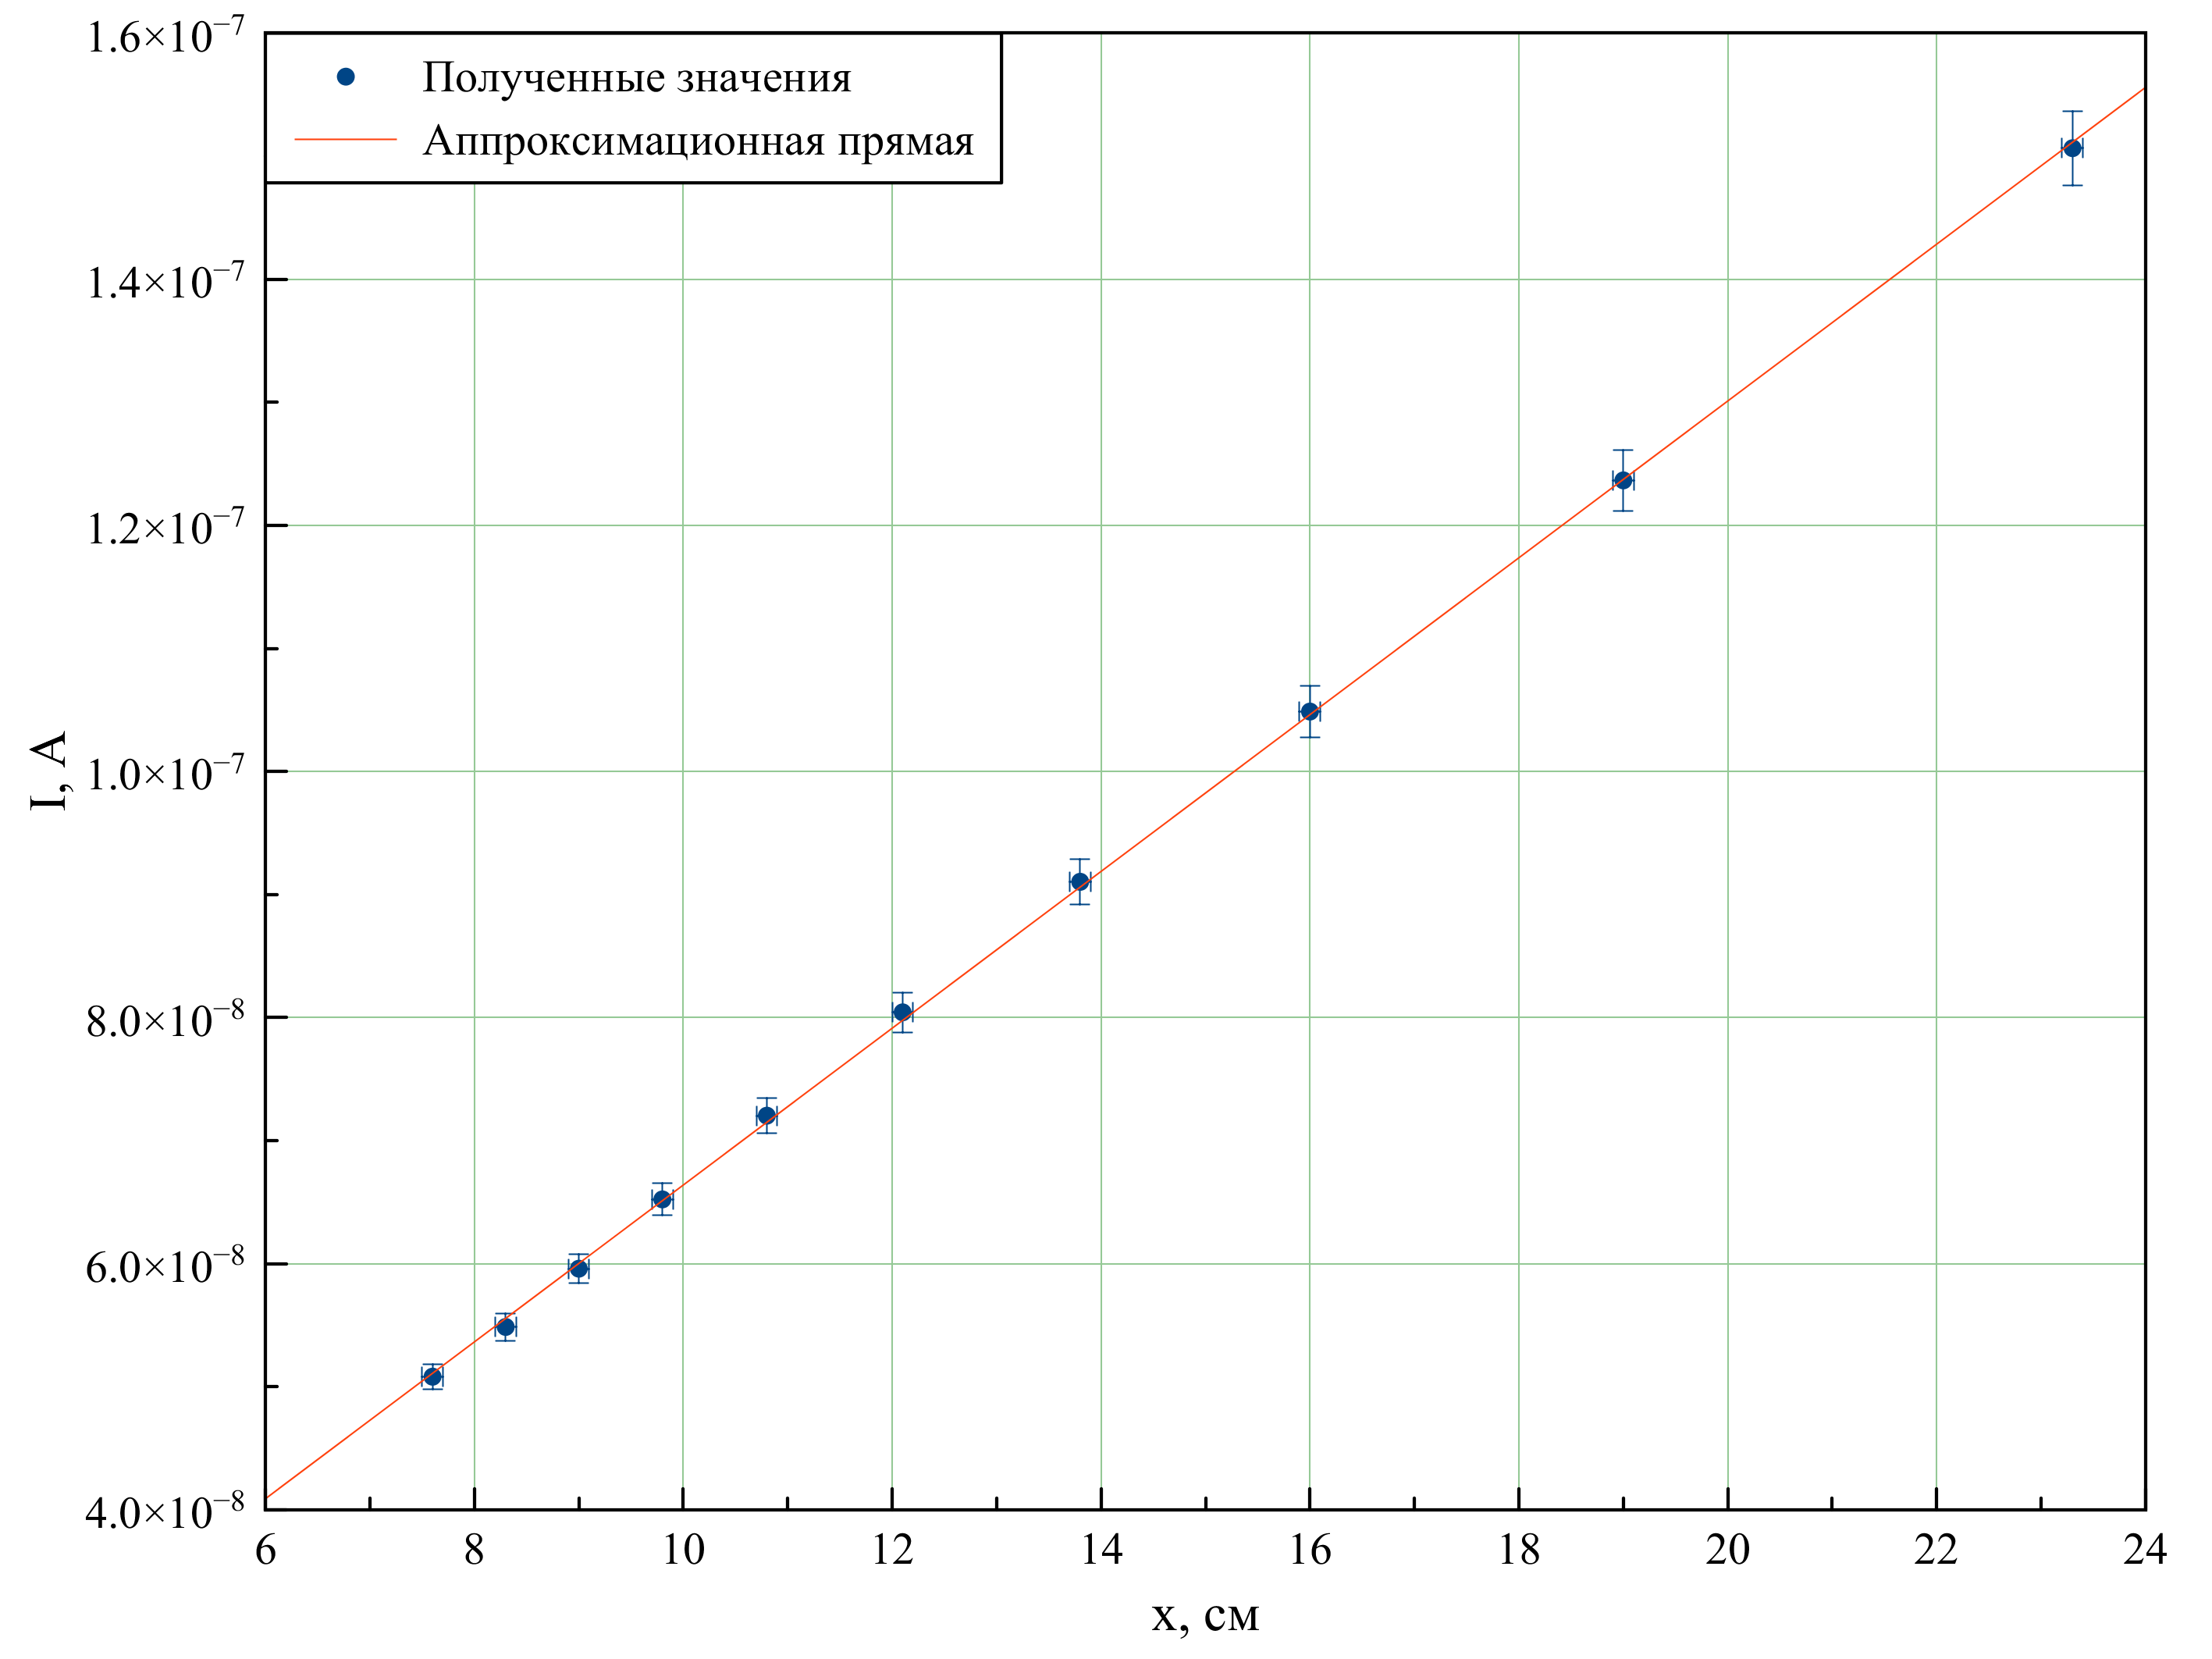 Полученные значения
Аппроксимационная прямая
1.6×10⁻⁷
1.4×10⁻⁷
1.2×10⁻⁷
1.0×10⁻⁷
8.0×10⁻⁸
6.0×10⁻⁸
4.0×10⁻⁸
I, А
6 8 10 12 14 16 18 20 22 24
x, см